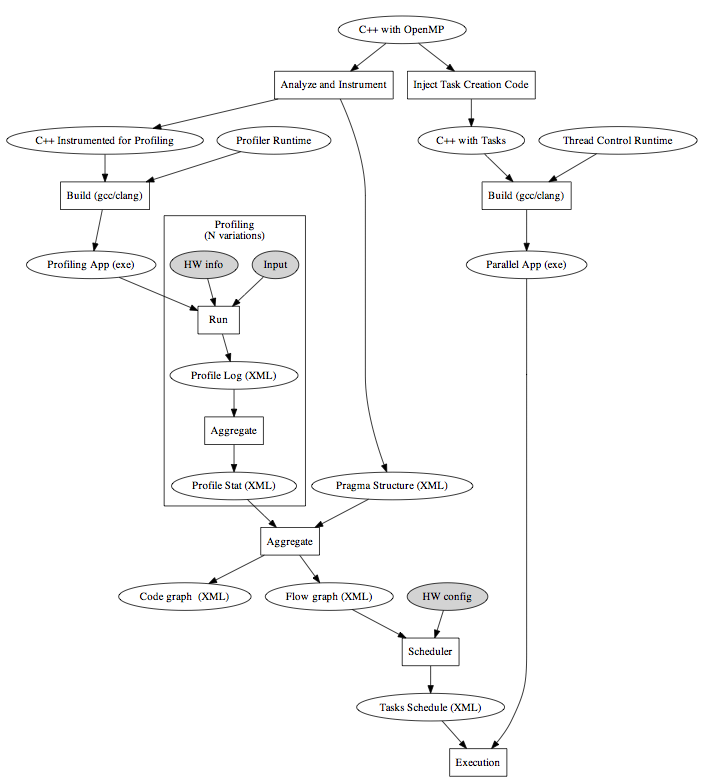 C++ with OpenMP
Analyze and Instrument
Inject Task Creation Code
C++ Instrumented for Profiling
Profiler Runtime
C++ with Tasks
Thread Control Runtime
Build (gcc/clang)
Build (gcc/clang)
Profiling
(N variations)
Profiling App (exe)
HW info
Input
Parallel App (exe)
Run
Profile Log (XML)
Aggregate
Profile Stat (XML)
Pragma Structure (XML)
Aggregate
Code graph  (XML)
Flow graph (XML)
HW config
Scheduler
Tasks Schedule (XML)
Execution